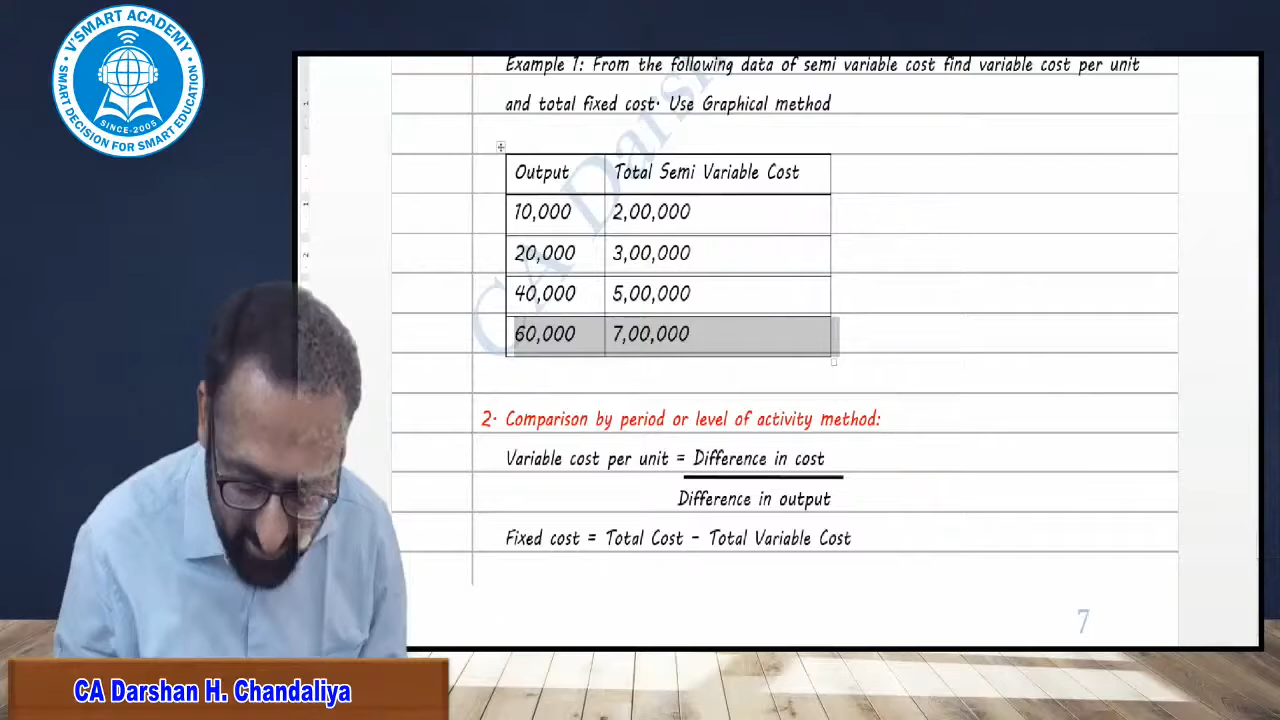 V'SMART ACADEMY
SINCE-2005
SMART DECISION FOR SMART EDUCATION
Example 1: From the following data of semi variable cost find variable cost per unit
and total fixed cost. Use Graphical method
Output Total Semi Variable Cost
10,000 2,00,000
20,000 3,00,000
40,000 5,00,000
60,000 7,00,000
2. Comparison by period or level of activity method:
Variable cost per unit = Difference in cost
Difference in output
Fixed cost = Total Cost - Total Variable Cost
7
CA Darshan H. Chandaliya
CA Darsh